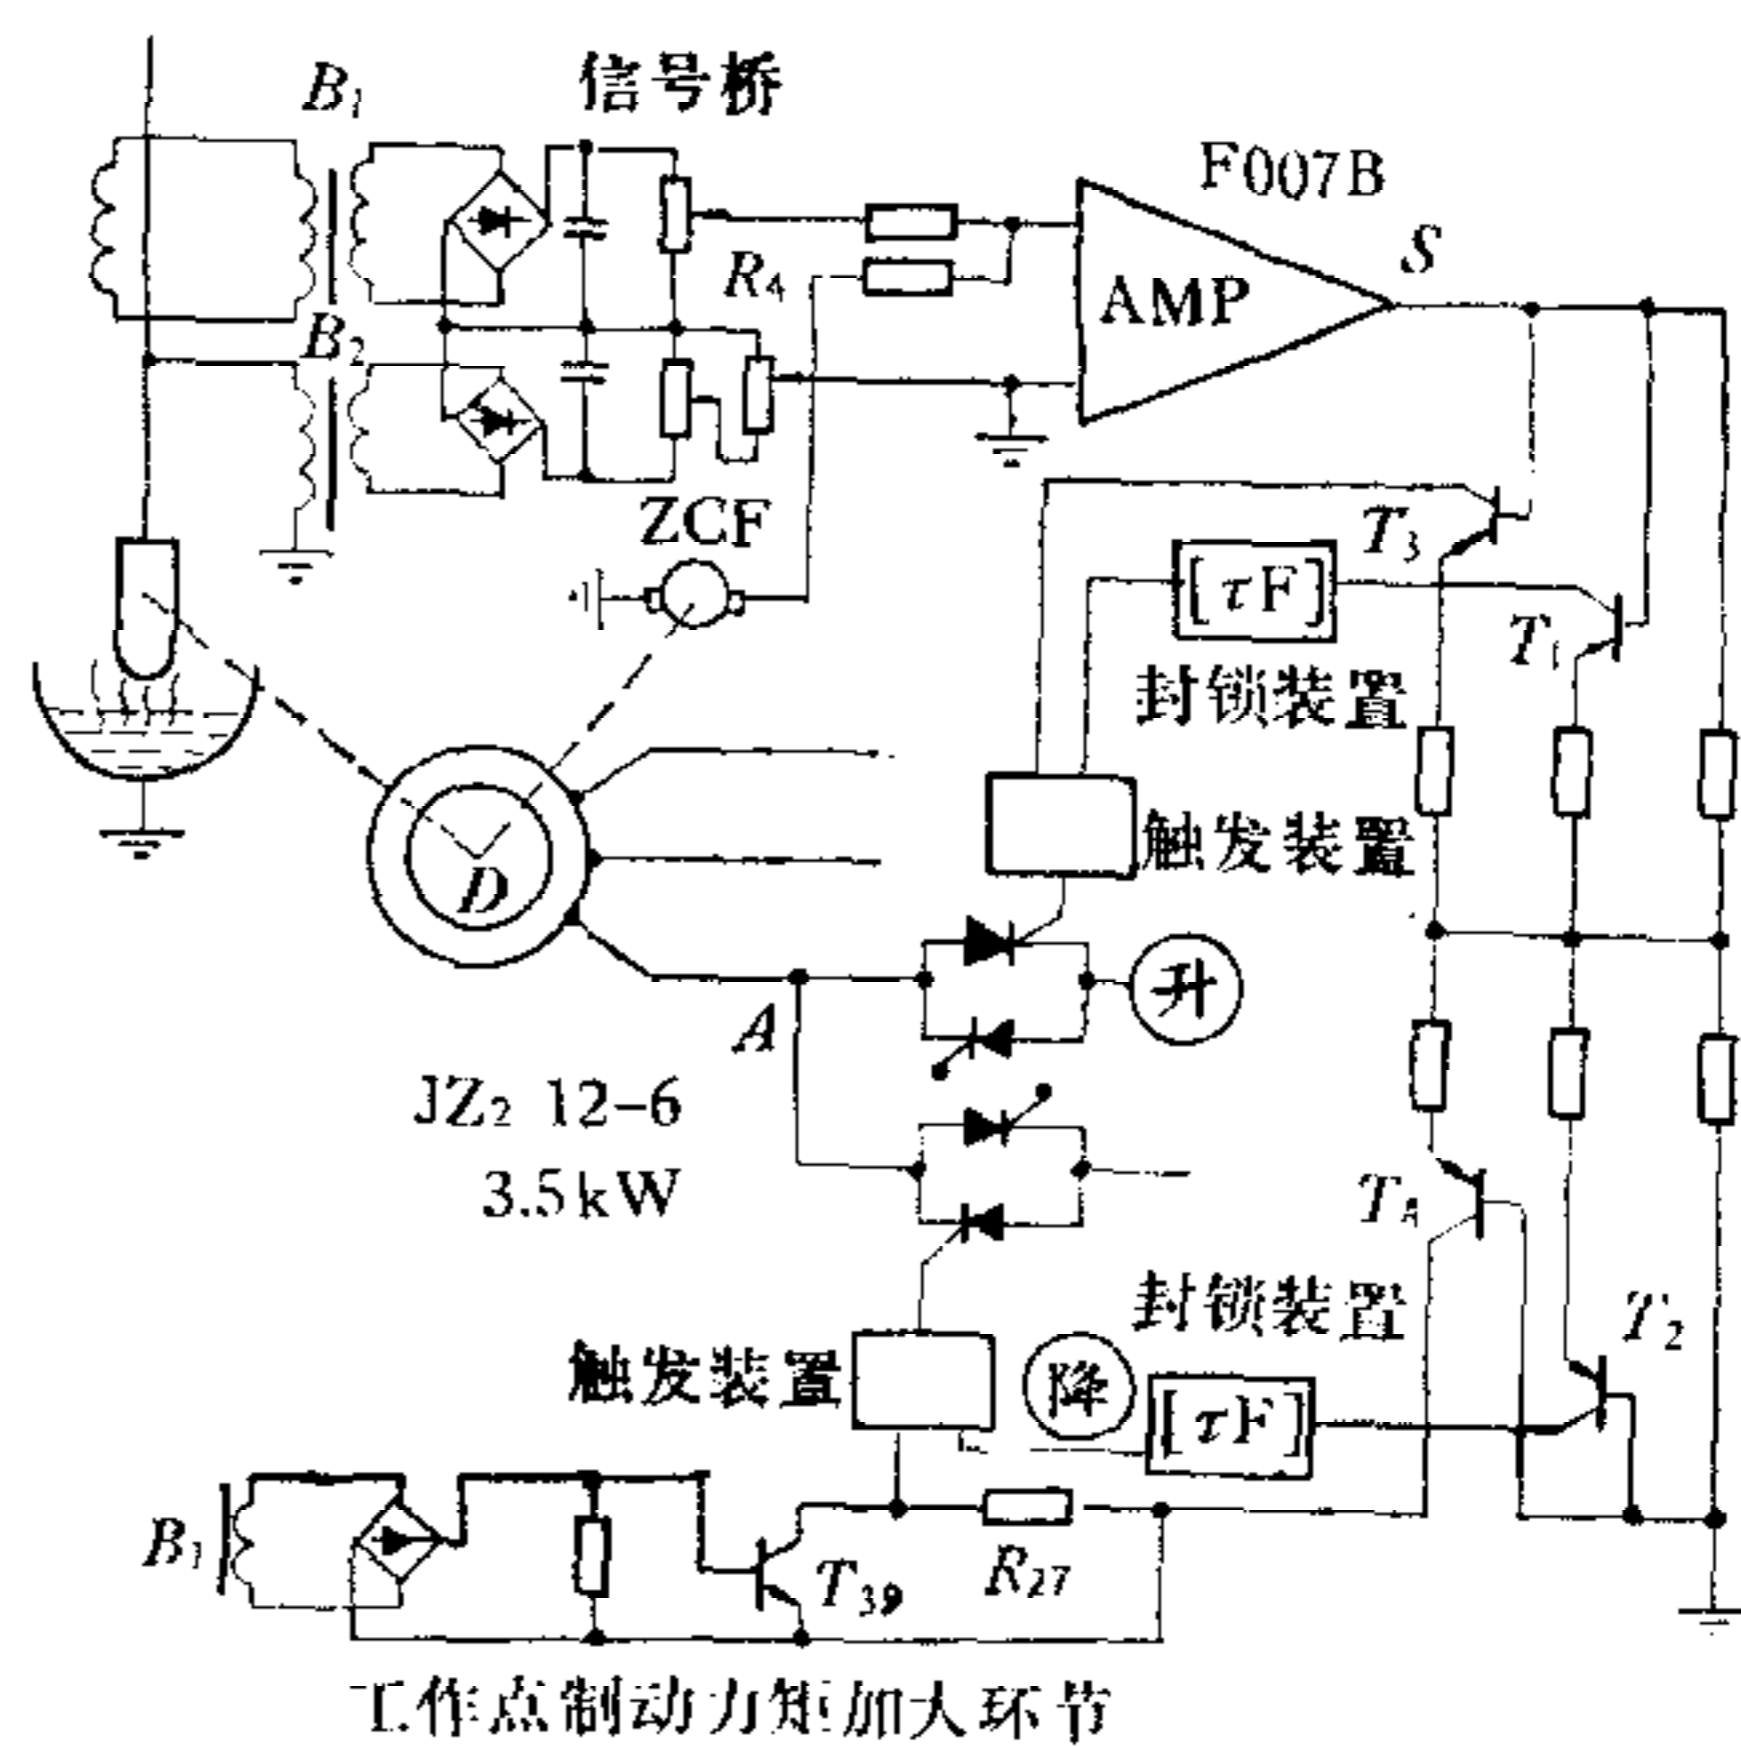 B₁
信号桥
F007B
S
R₄
AMP
B₂
ZCF
T₃
[τF]
T₁
封锁装置
触发装置
D
升
A
JZ₂ 12-6
3.5kW
封锁装置
T₂
触发装置
降
[τF]
B₁
T₃₉
R₂₇
工作点制动力矩加大环节